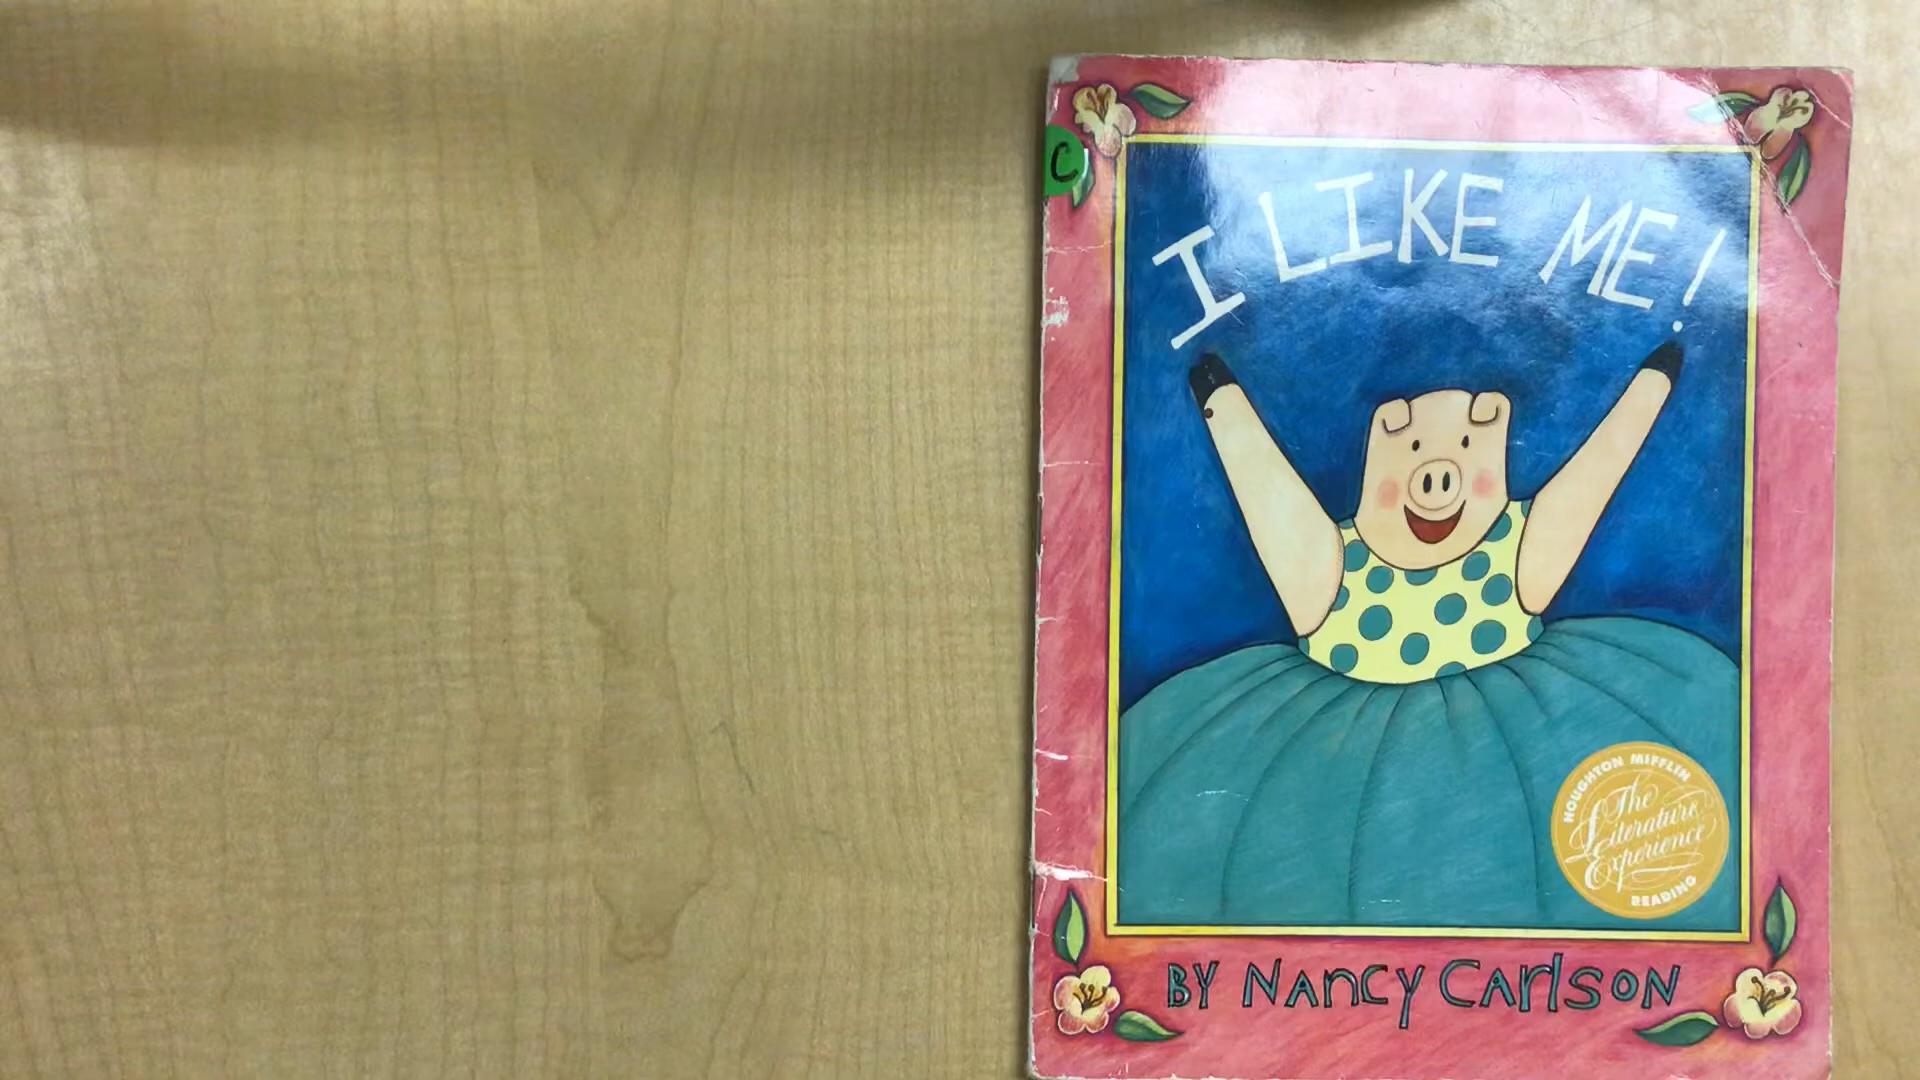 C
I LIKE ME!
HOUGHTON MIFFLIN
The
Literature
Experience
READING
BY NANCY CARLSON